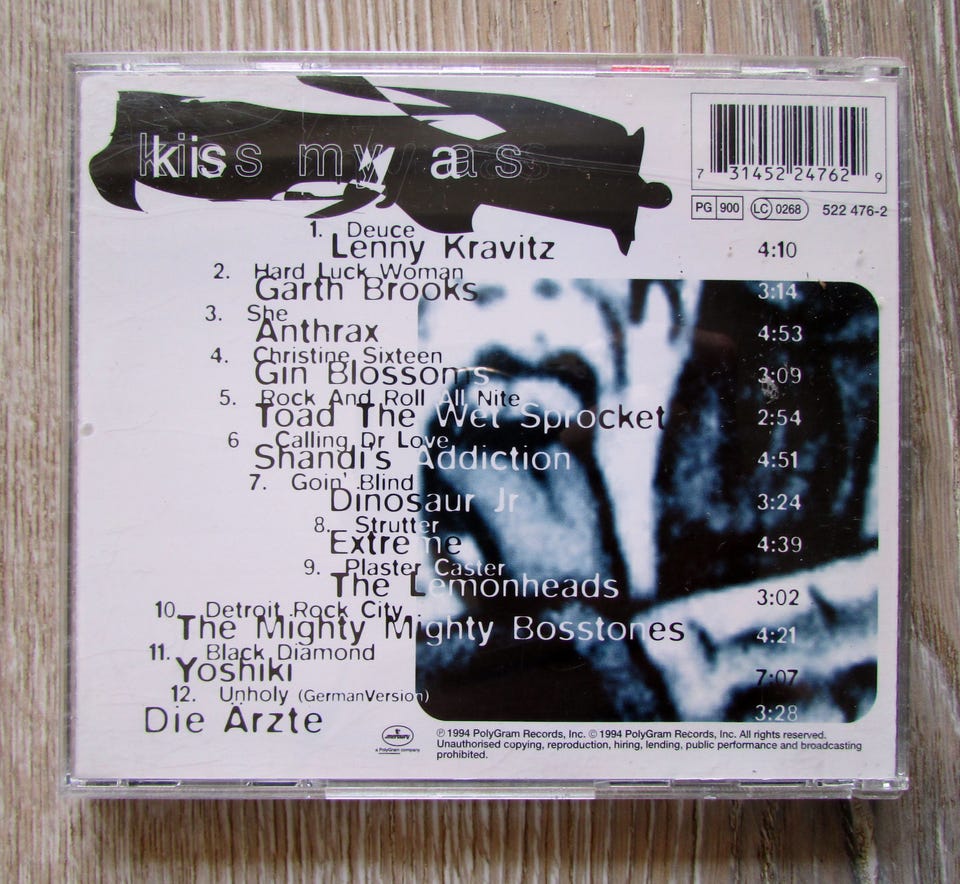 kiss my ass
7 31452 24762 9
PG 900 LC 0268 522 476-2
1. Deuce
Lenny Kravitz 4:10
2. Hard Luck Woman
Garth Brooks 3:14
3. She
Anthrax 4:53
4. Christine Sixteen
Gin Blossoms 3:09
5. Rock And Roll All Nite
Toad The Wet Sprocket 2:54
6 Calling Dr Love
Shandi's Addiction 4:51
7. Goin' Blind
Dinosaur Jr 3:24
8. Strutter
Extreme 4:39
9. Plaster Caster
The Lemonheads 3:02
10. Detroit Rock City
The Mighty Mighty Bosstones 4:21
11. Black Diamond
Yoshiki 7:07
12. Unholy (GermanVersion)
Die Ärzte 3:28
mercury
a PolyGram company
℗ 1994 PolyGram Records, Inc. © 1994 PolyGram Records, Inc. All rights reserved.
Unauthorised copying, reproduction, hiring, lending, public performance and broadcasting
prohibited.